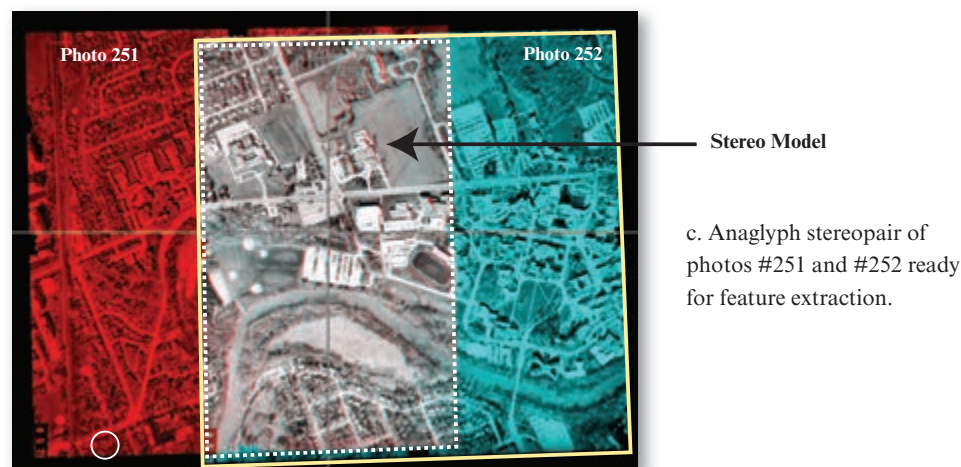 Photo 251
Photo 252
Stereo Model
c. Anaglyph stereopair of
photos #251 and #252 ready
for feature extraction.